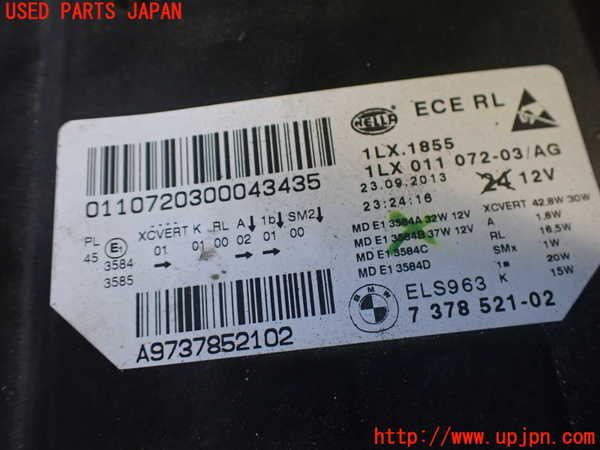 USED PARTS JAPAN
0110720300043435
HELLA
ECE RL
1LX.1855
1LX 011 072-03/AG
23.09.2013
23:24:16
24 12V
PL E1 XCVERT K RL A 1b SM2
45 3584 01 01 00 02 01 00
3585
MD E1 3584A 32W 12V
MD E1 3584B 37W 12V
MD E1 3584C
MD E1 3584D
XCVERT 42.8W 30W
A 1.6W
RL 16.5W
SMx 1W
20W
K 15W
BMW
ELS963
7 378 521-02
A9737852102
UPJ http://www.upjpn.com/